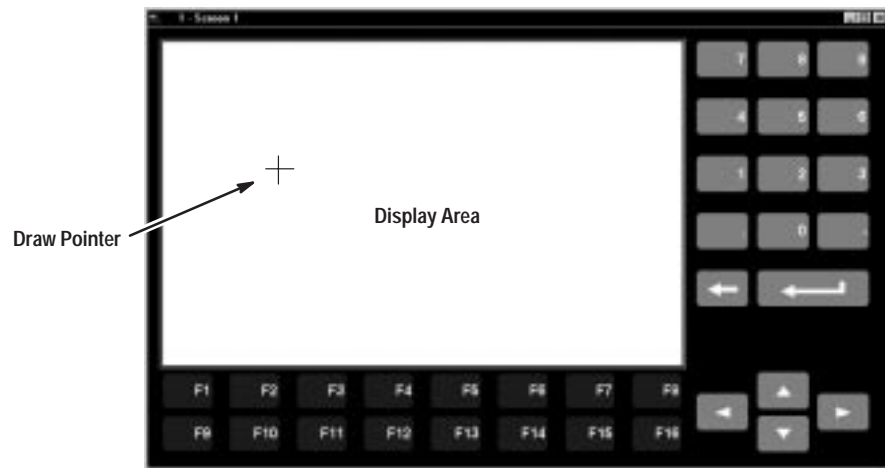 1 - Screen 1
7 8 9
4 5 6
1 2 3
. 0 -
Draw Pointer
Display Area
F1 F2 F3 F4 F5 F6 F7 F8
F9 F10 F11 F12 F13 F14 F15 F16